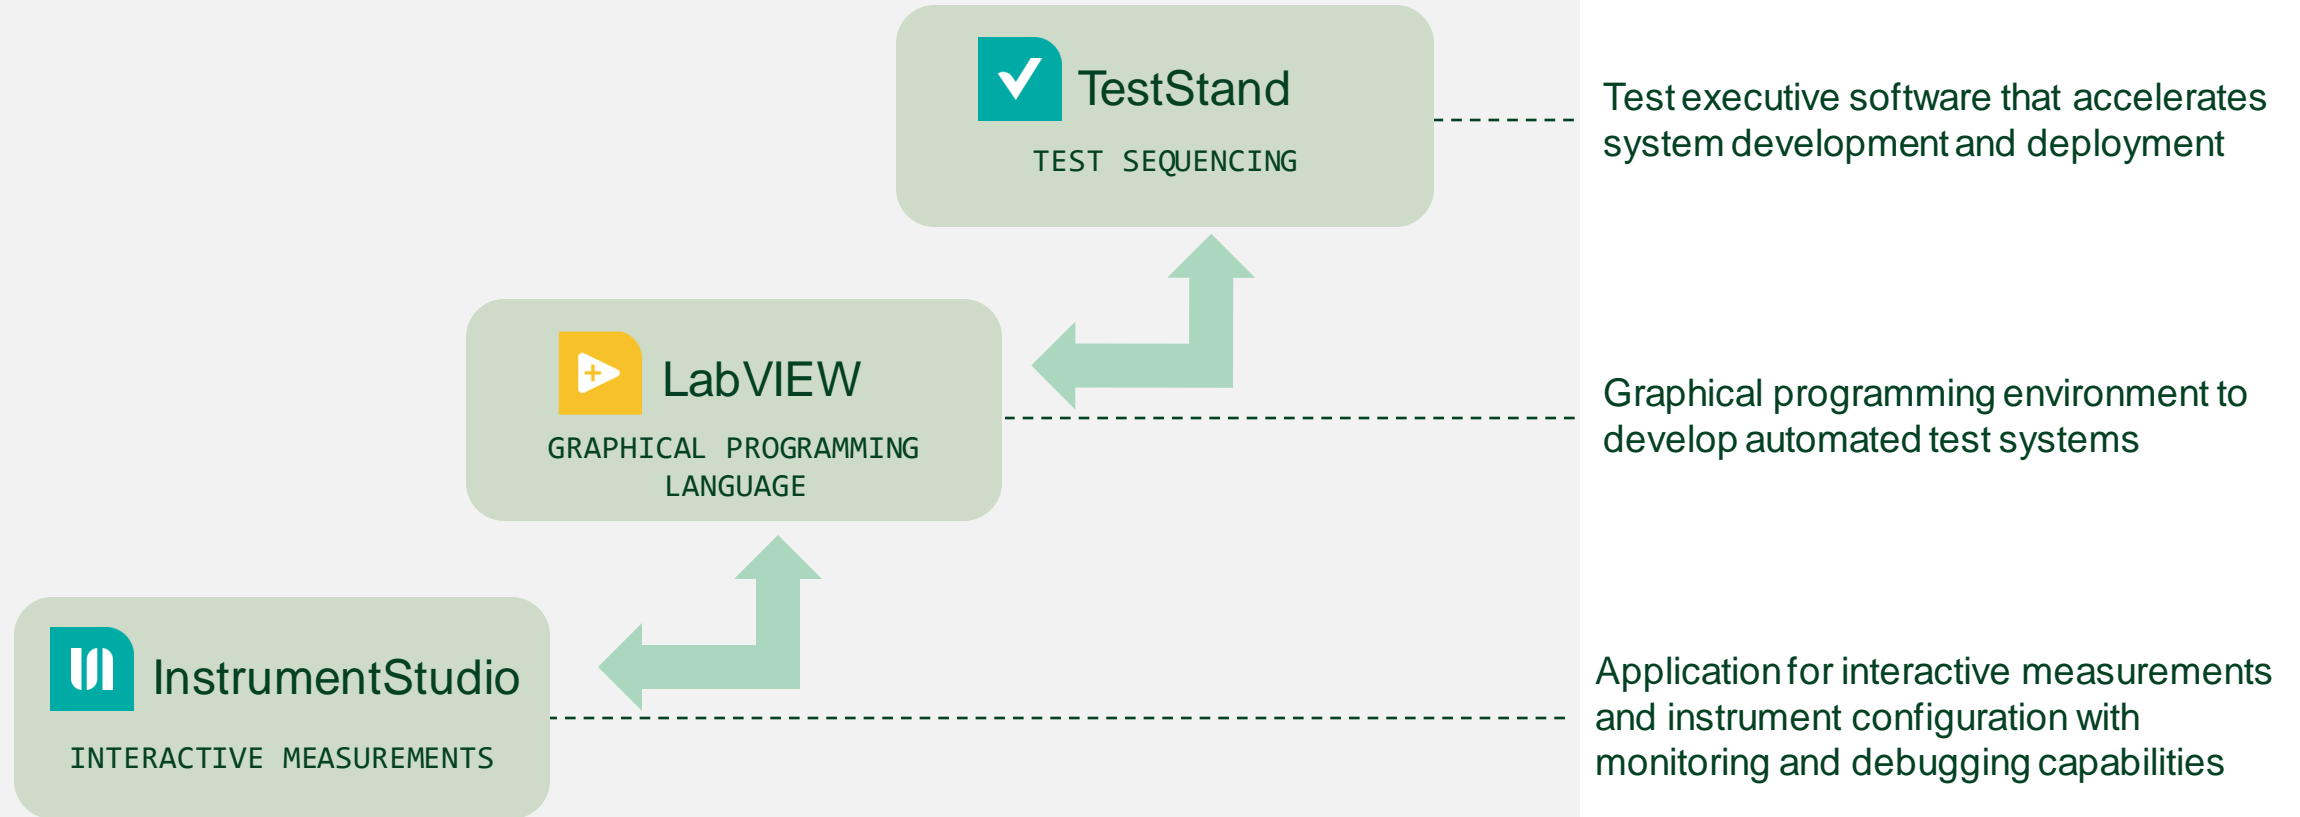 TestStand
TEST SEQUENCING
Test executive software that accelerates
system development and deployment
LabVIEW
GRAPHICAL PROGRAMMING
LANGUAGE
Graphical programming environment to
develop automated test systems
InstrumentStudio
INTERACTIVE MEASUREMENTS
Application for interactive measurements
and instrument configuration with
monitoring and debugging capabilities